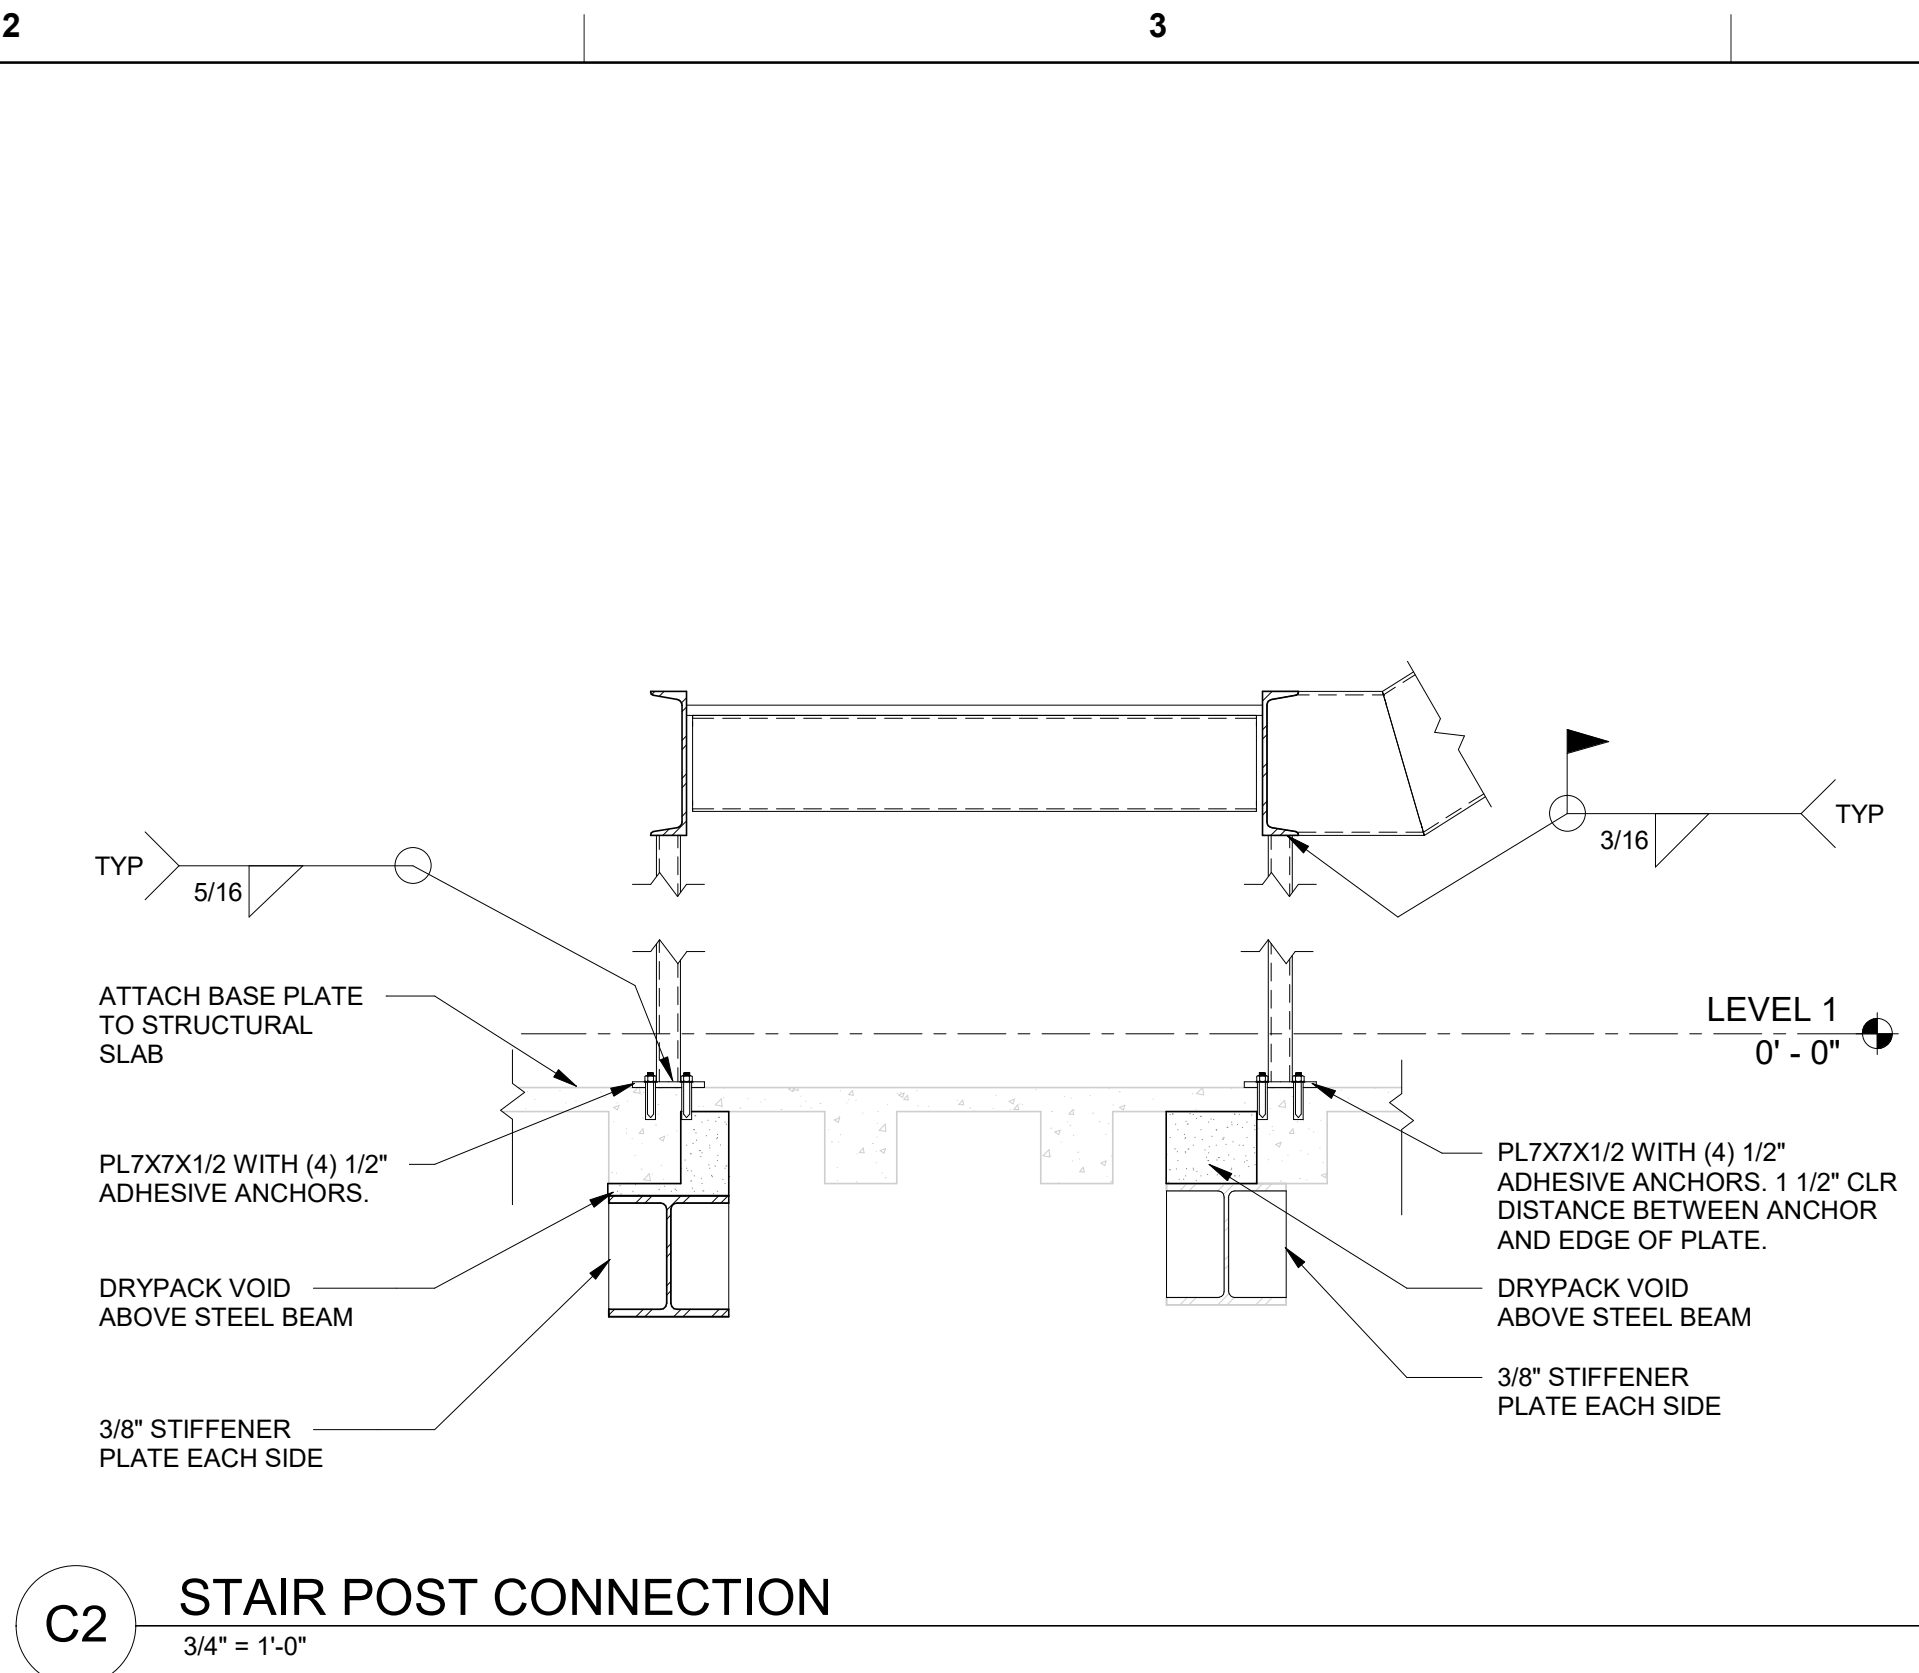 2
3
TYP
3/16
TYP
5/16
ATTACH BASE PLATE
TO STRUCTURAL
SLAB
LEVEL 1
0' - 0"
PL7X7X1/2 WITH (4) 1/2"
ADHESIVE ANCHORS.
PL7X7X1/2 WITH (4) 1/2"
ADHESIVE ANCHORS. 1 1/2" CLR
DISTANCE BETWEEN ANCHOR
AND EDGE OF PLATE.
DRYPACK VOID
ABOVE STEEL BEAM
DRYPACK VOID
ABOVE STEEL BEAM
3/8" STIFFENER
PLATE EACH SIDE
3/8" STIFFENER
PLATE EACH SIDE
C2
STAIR POST CONNECTION
3/4" = 1'-0"